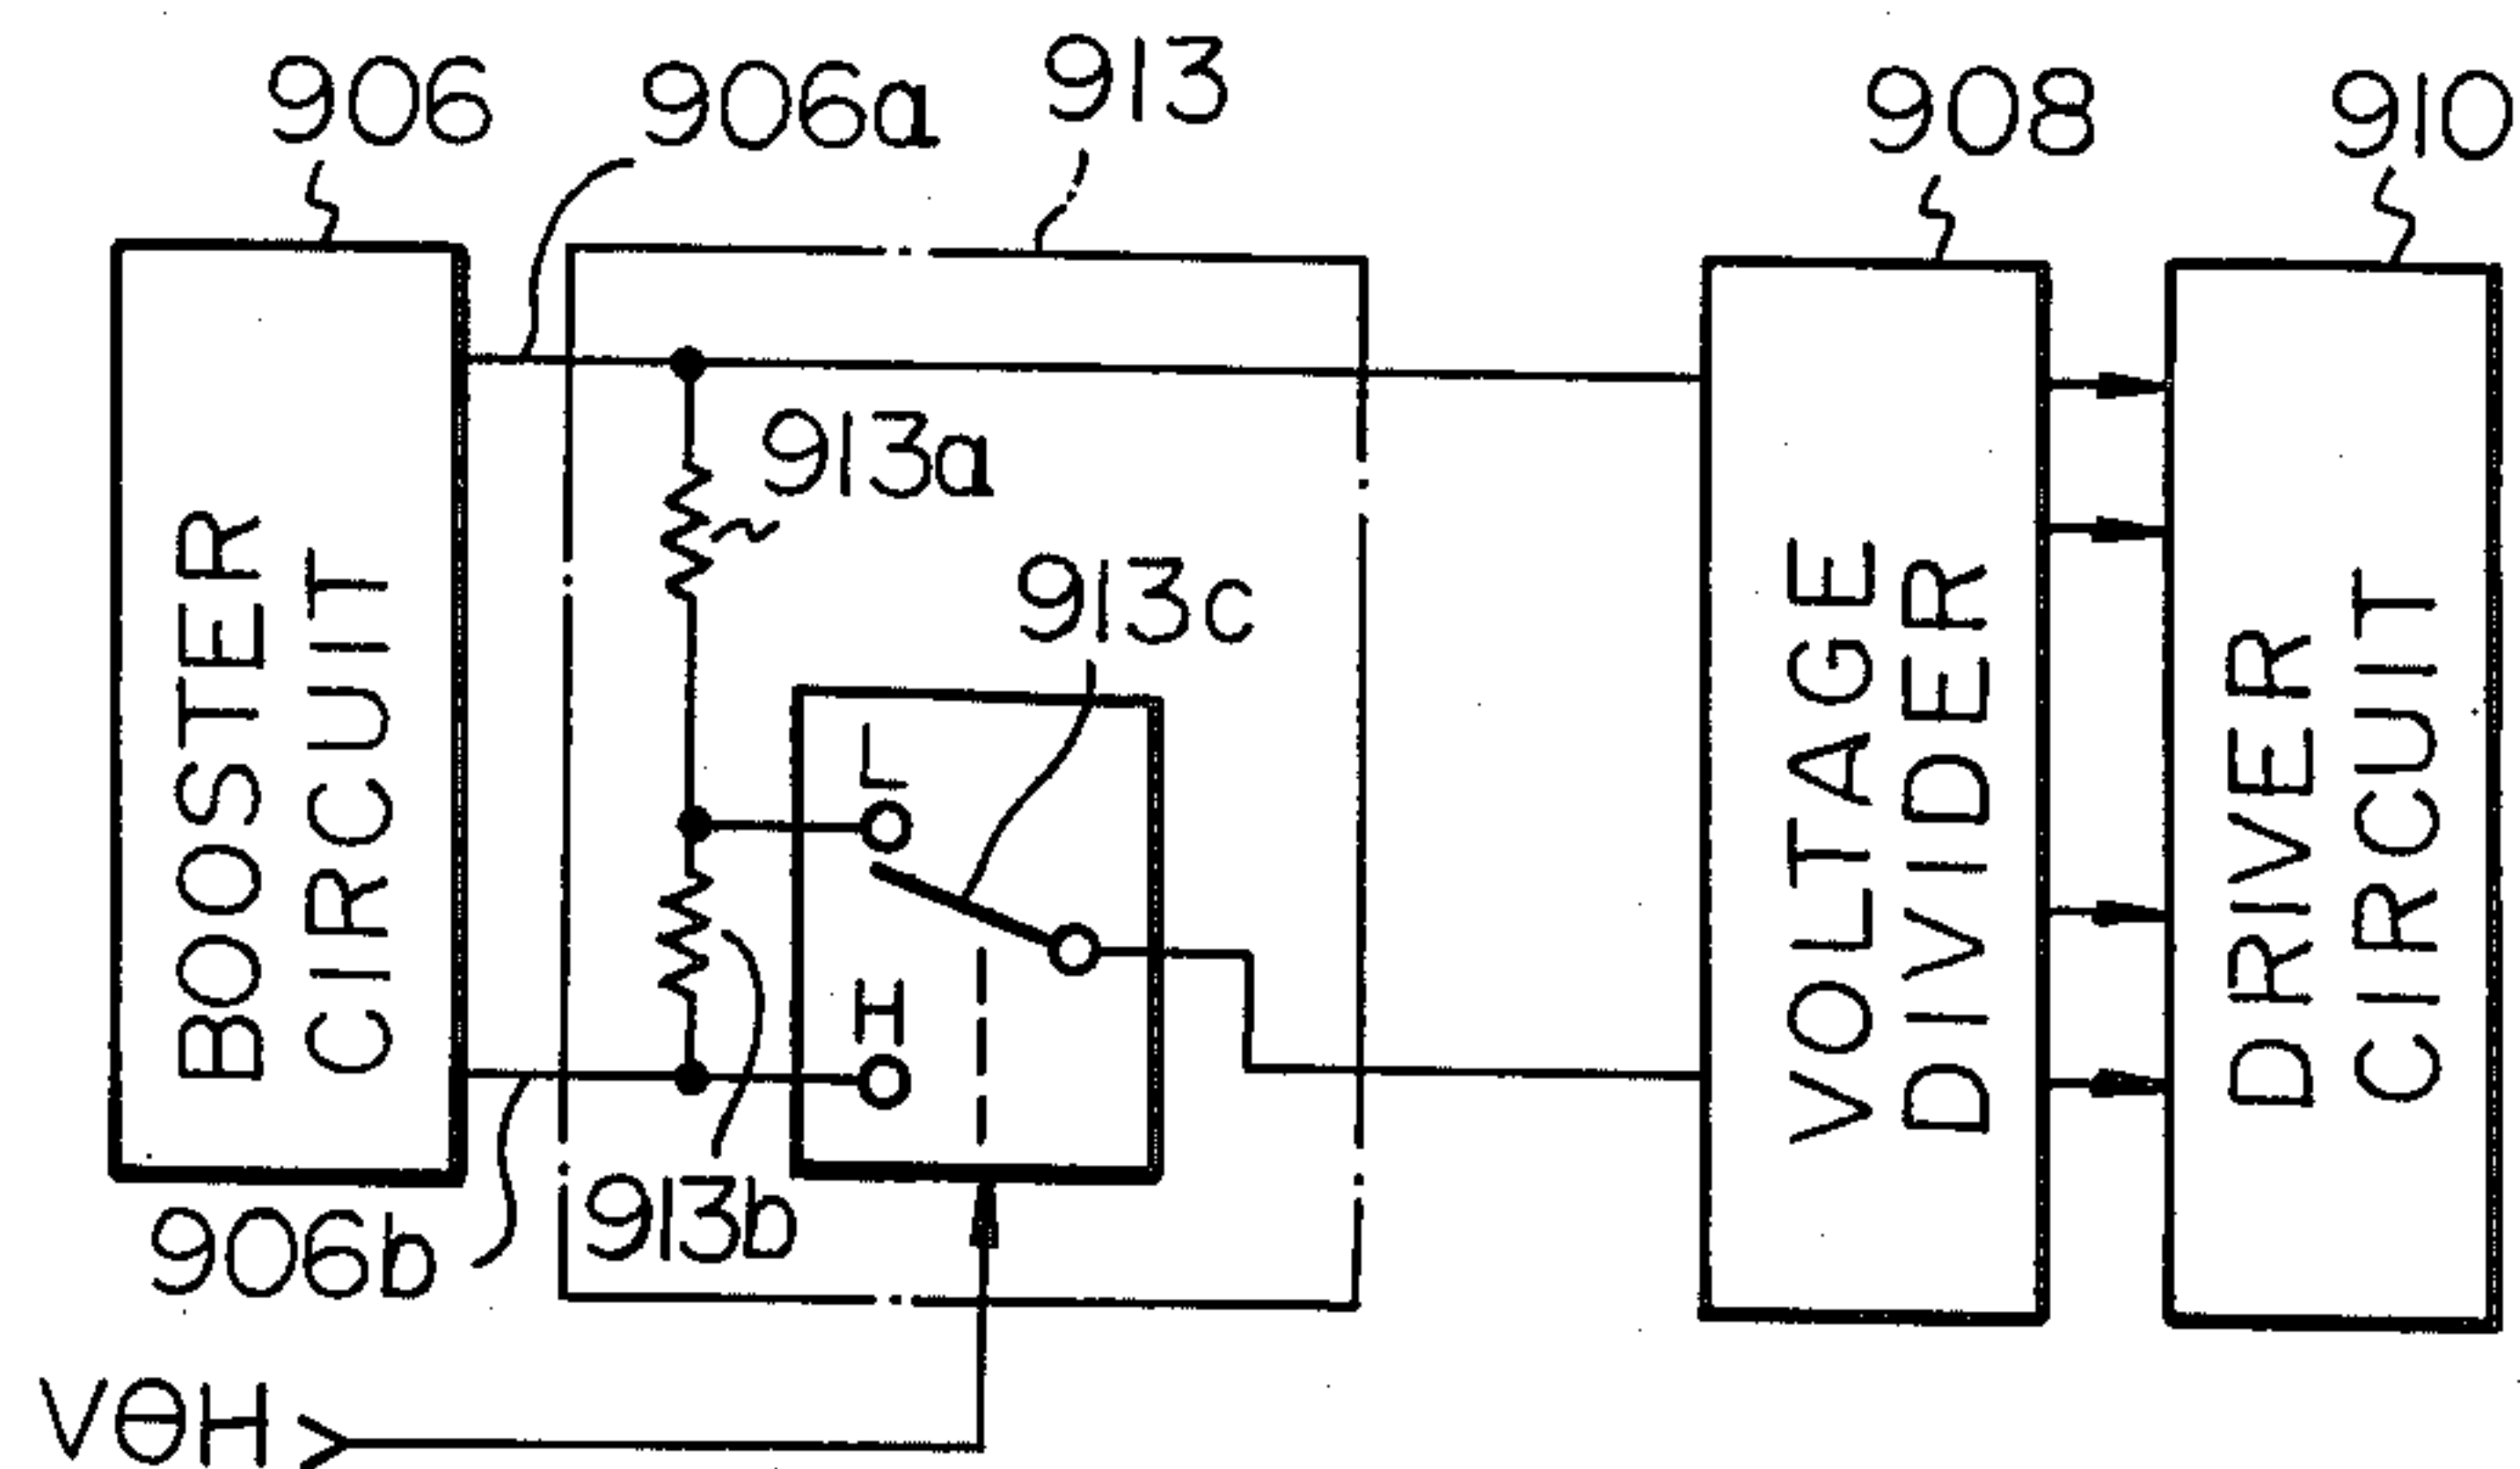 906
906a
913
908
910
913a
913c
L
H
BOOSTER
CIRCUIT
VOLTAGE
DIVIDER
DRIVER
CIRCUIT
913b
906b
VθH